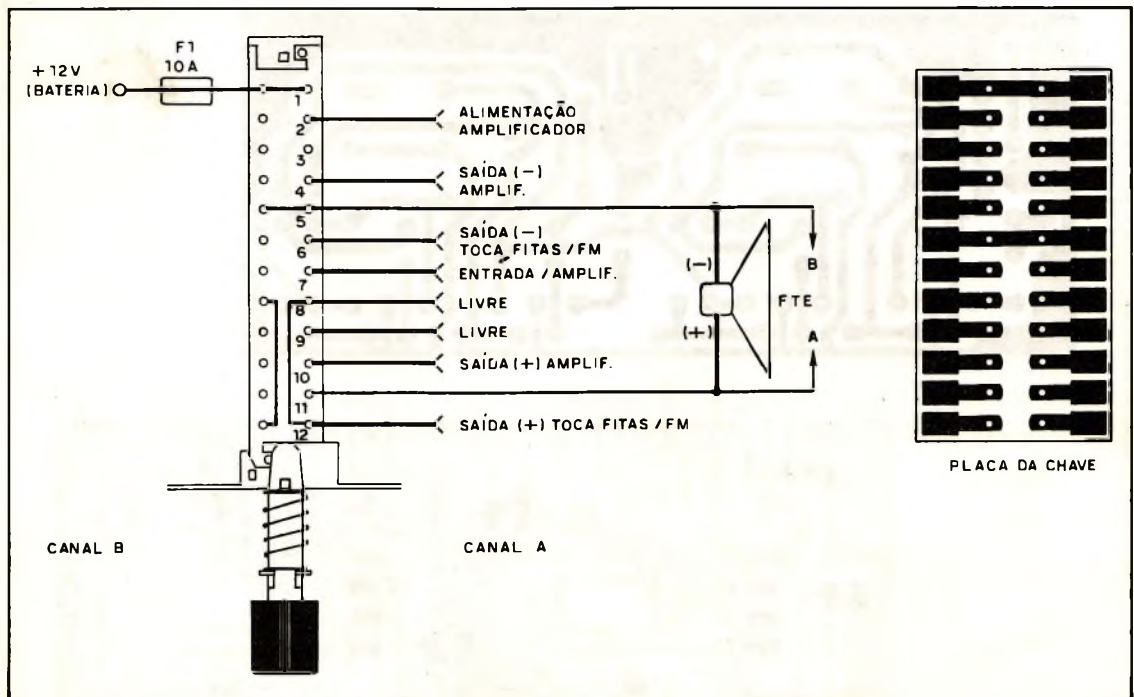 F1
10A
+12V
(BATERIA)
1
2
3
4
5
6
7
8
9
10
11
12
ALIMENTAÇÃO
AMPLIFICADOR
SAÍDA (-)
AMPLIF.
SAÍDA (-)
TOCA FITAS / FM
ENTRÁDA / AMPLIF.
LIVRE
LIVRE
SAÍDA (+) AMPLIF.
SAÍDA (+) TOCA FITAS / FM
(-)
(+)
FTE
B
A
PLACA DA CHAVE
CANAL B
CANAL A